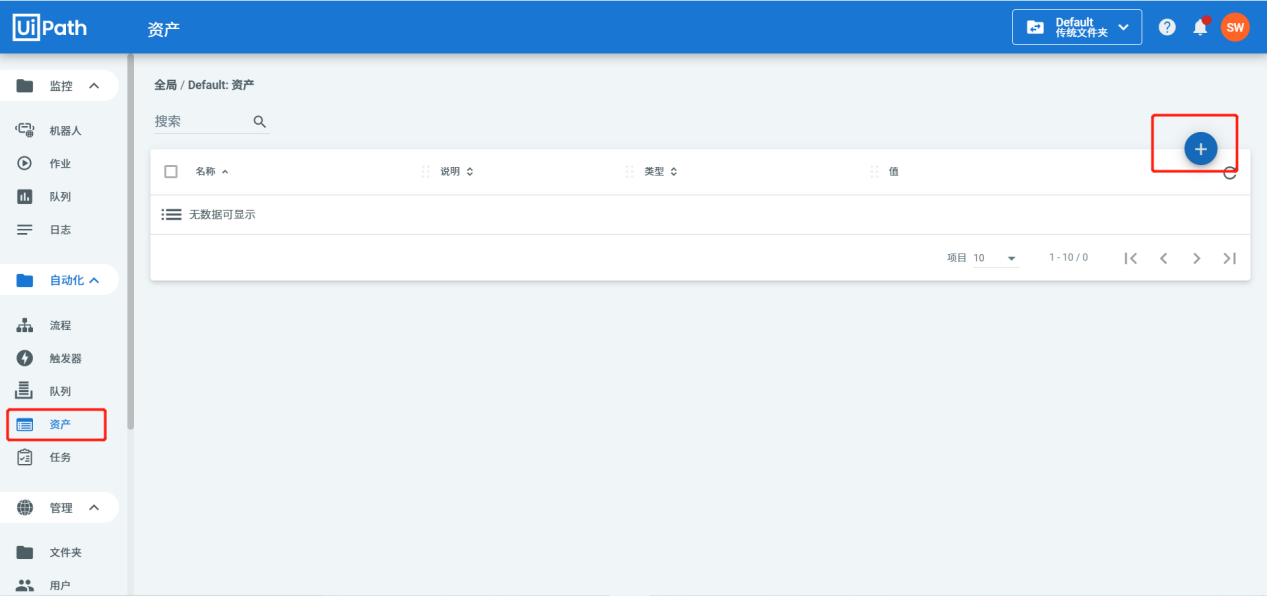 UiPath
资产
Default
传统文件夹
SW
监控
机器人
作业
队列
日志
自动化
流程
触发器
队列
资产
任务
管理
文件夹
用户
全局 / Default: 资产
搜索
名称 说明 类型 值
无数据可显示
项目 10 1 - 10 / 0